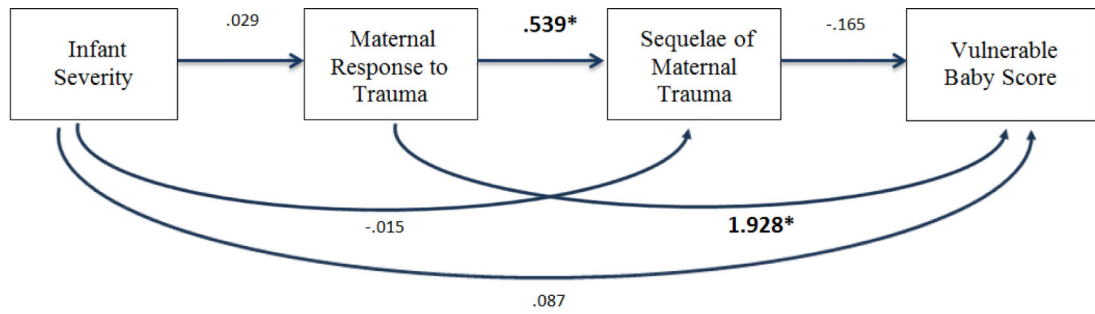 .029
.539*
-.165
Infant
Severity
Maternal
Response to
Trauma
Sequelae of
Maternal
Trauma
Vulnerable
Baby Score
-.015
1.928*
.087